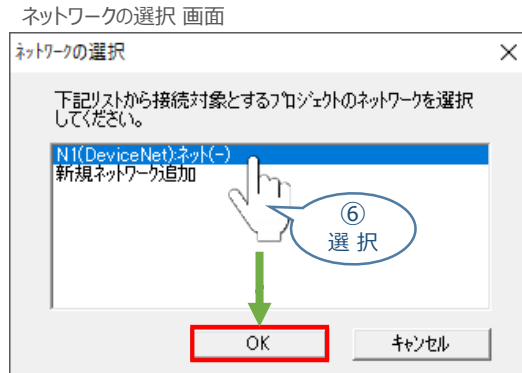 ネットワークの選択 画面
ネットワークの選択
下記リストから接続対象とするプロジェクトのネットワークを選択
してください。
N1(DeviceNet):ネット(-)
新規ネットワーク追加
⑥
選 択
OK
キャンセル